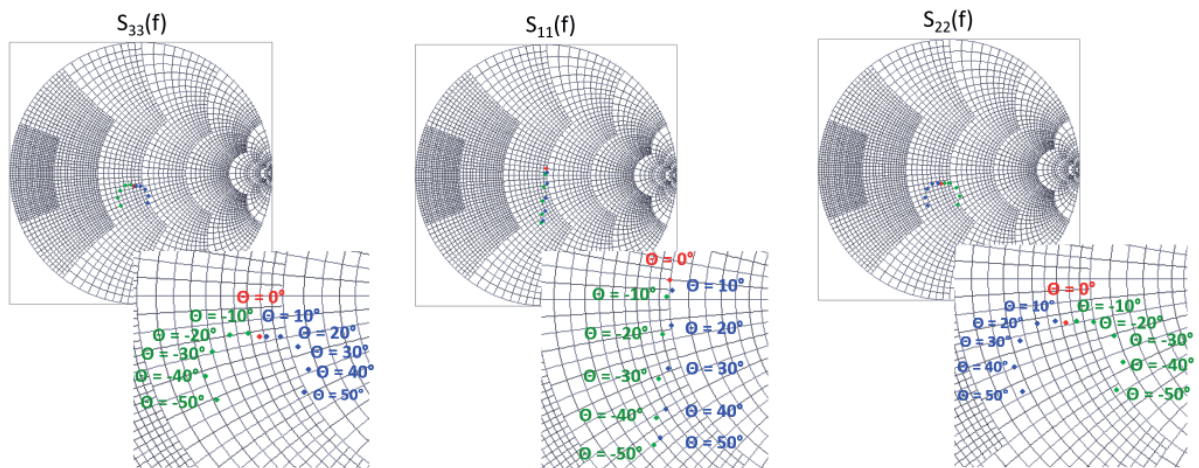 S₃₃(f)
S₁₁(f)
S₂₂(f)
Θ = 0°
Θ = -10°
Θ = 10°
Θ = -20°
Θ = 20°
Θ = -30°
Θ = 30°
Θ = -40°
Θ = 40°
Θ = -50°
Θ = 50°
Θ = 0°
Θ = 10°
Θ = -10°
Θ = 20°
Θ = -20°
Θ = 30°
Θ = -30°
Θ = 40°
Θ = -40°
Θ = 50°
Θ = -50°
Θ = 0°
Θ = 10°
Θ = -10°
Θ = 20°
Θ = -20°
Θ = 30°
Θ = -30°
Θ = 40°
Θ = -40°
Θ = 50°
Θ = -50°